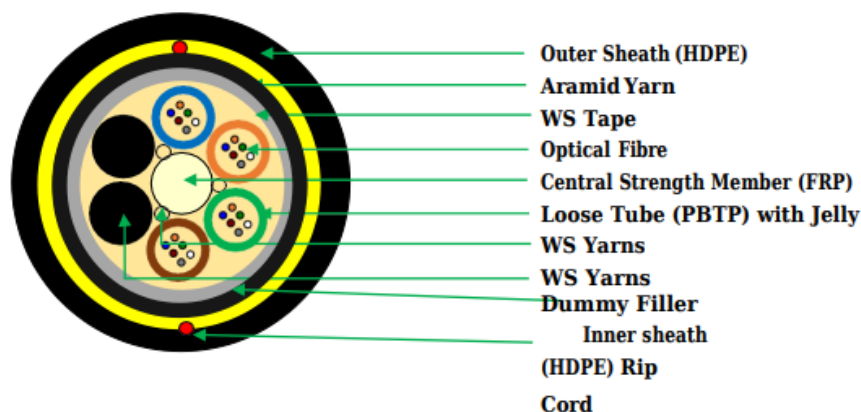 Outer Sheath (HDPE)
Aramid Yarn
WS Tape
Optical Fibre
Central Strength Member (FRP)
Loose Tube (PBTP) with Jelly
WS Yarns
WS Yarns
Dummy Filler
Inner sheath
(HDPE) Rip
Cord